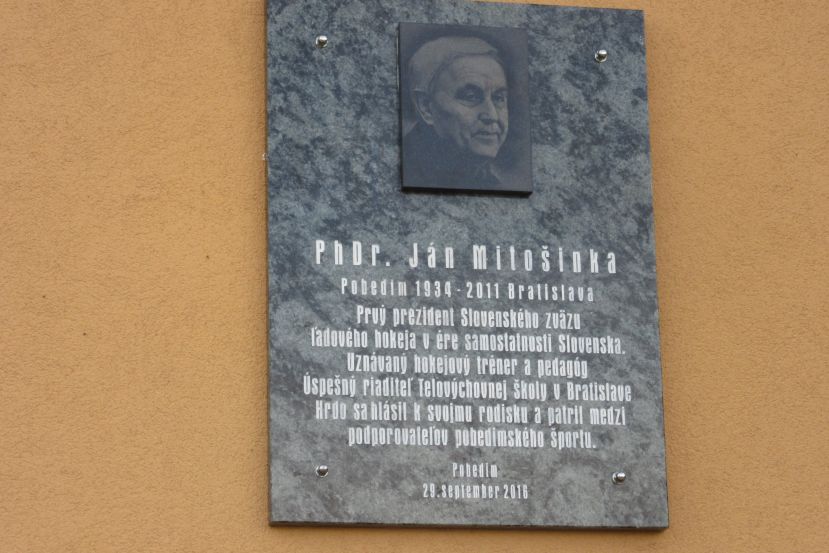 PhDr. Ján Mitošinka
Pobedim 1934 - 2011 Bratislava
Prvý prezident Slovenského zväzu
ľadového hokeja v ére samostatnosti Slovenska.
Uznávaný hokejový tréner a pedagóg
Úspešný riaditeľ Telovýchovnej školy v Bratislave
Hrdo sa hlásil k svojmu rodisku a patril medzi
podporovateľov pobedimského športu.
Pobedim
29. september 2016